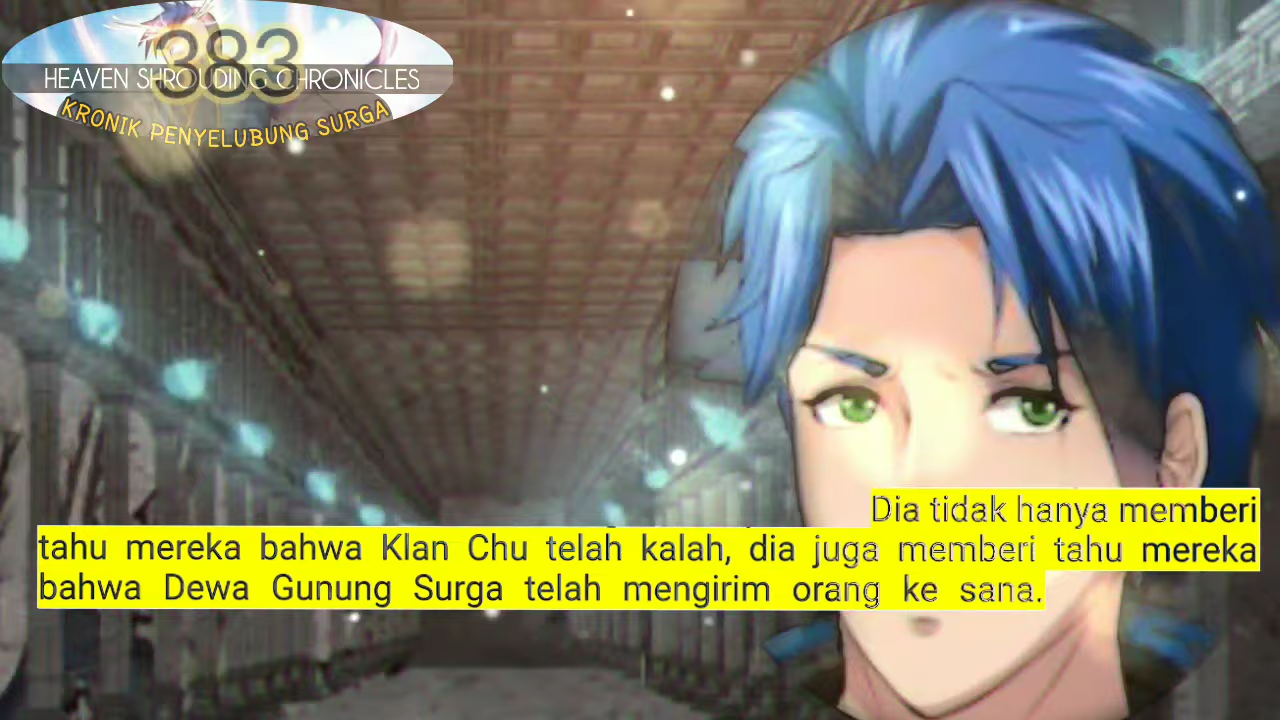 383
HEAVEN SHROUDING CHRONICLES
KRONIK PENYELUBUNG SURGA
Dia tidak hanya memberi
tahu mereka bahwa Klan Chu telah kalah, dia juga memberi tahu mereka
bahwa Dewa Gunung Surga telah mengirim orang ke sana.